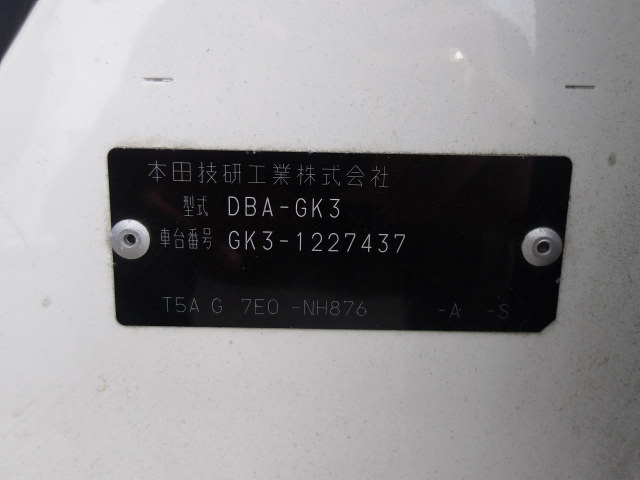 本田技研工業株式会社
型式 DBA-GK3
車台番号 GK3-1227437
T5A G 7E0 -NH876 -A -S